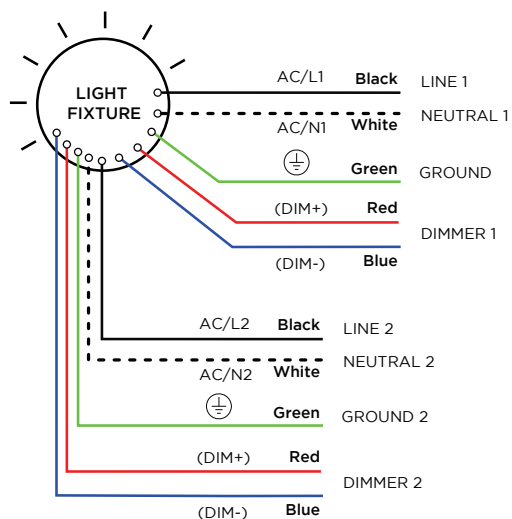 LIGHT
FIXTURE
AC/L1 Black LINE 1
AC/N1 White NEUTRAL 1
Green GROUND
(DIM+) Red
DIMMER 1
(DIM-) Blue
AC/L2 Black LINE 2
AC/N2 White NEUTRAL 2
Green GROUND 2
(DIM+) Red
DIMMER 2
(DIM-) Blue